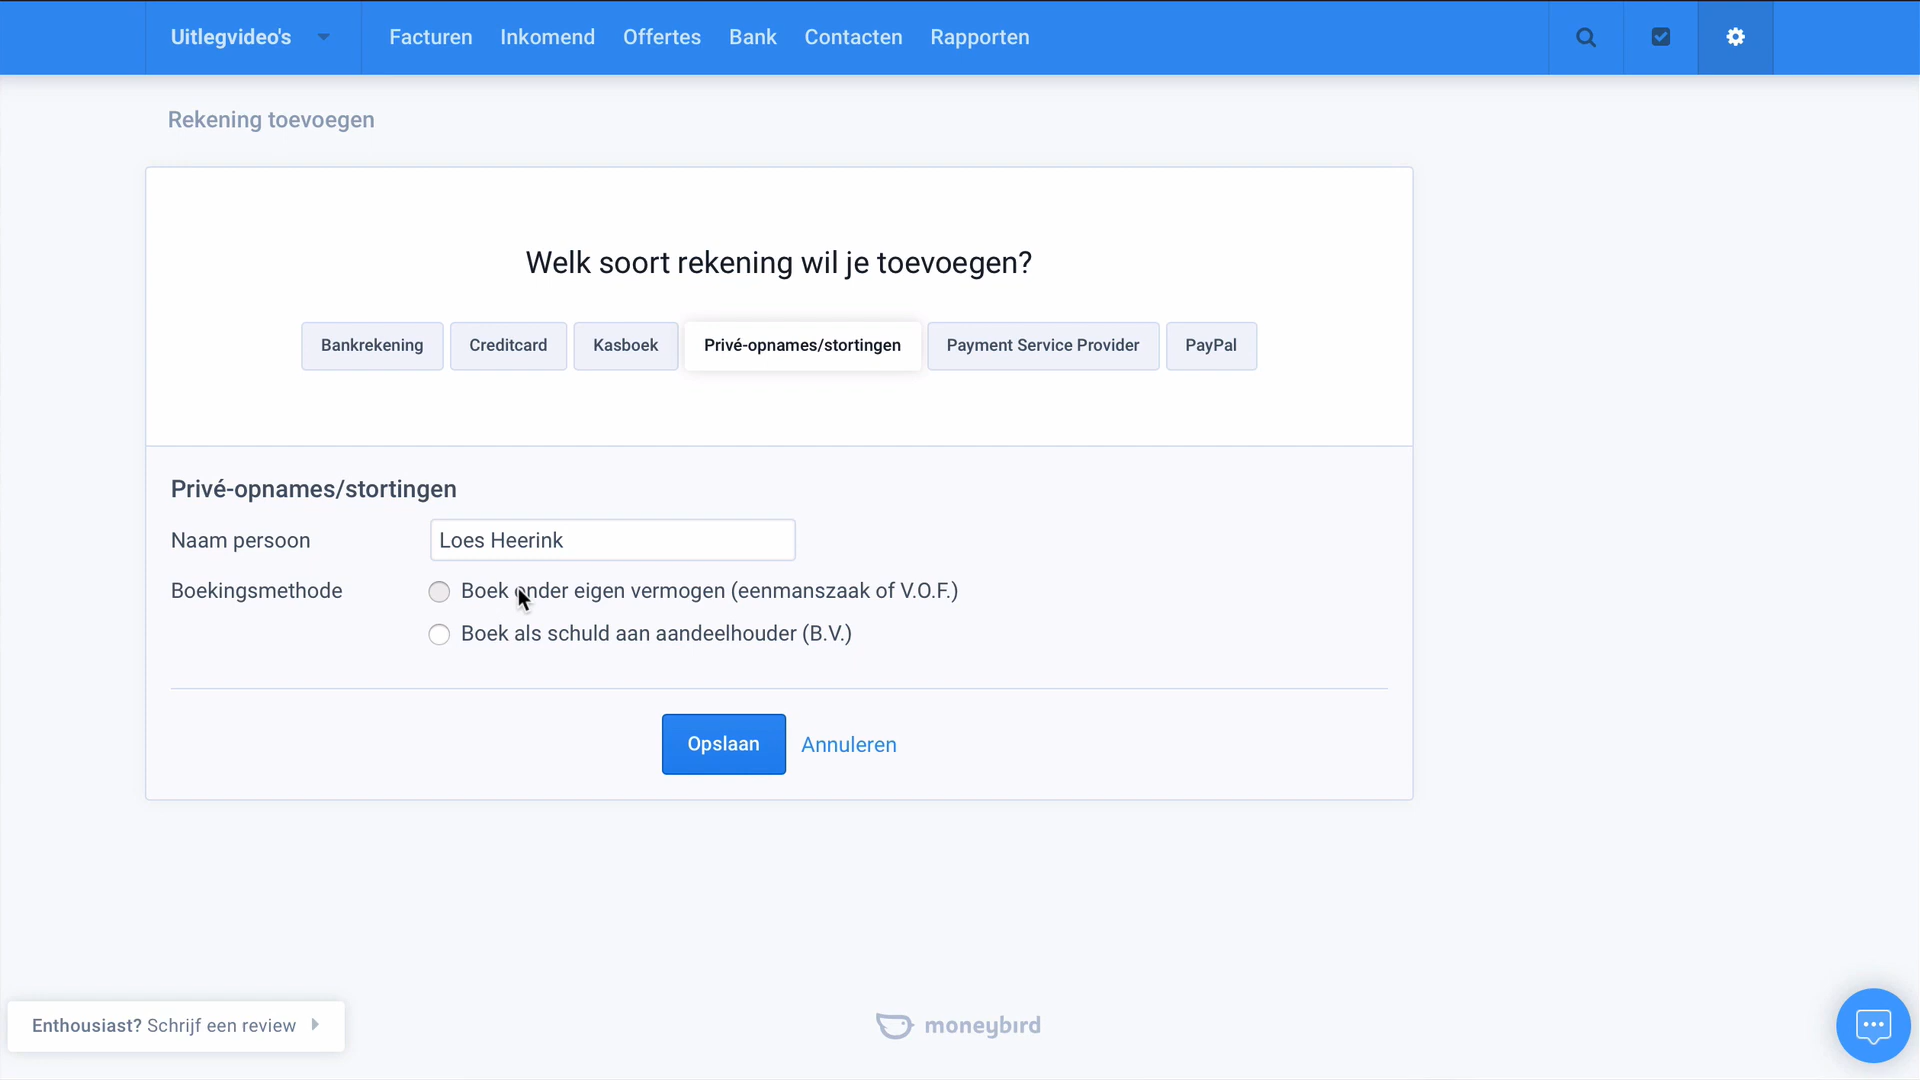 Uitlegvideo's Facturen Inkomend Offertes Bank Contacten Rapporten
Rekening toevoegen
Welk soort rekening wil je toevoegen?
Bankrekening Creditcard Kasboek Privé-opnames/stortingen Payment Service Provider PayPal
Privé-opnames/stortingen
Naam persoon Loes Heerink
Boekingsmethode Boek onder eigen vermogen (eenmanszaak of V.O.F.)
Boek als schuld aan aandeelhouder (B.V.)
Opslaan Annuleren
Enthousiast? Schrijf een review
moneybird